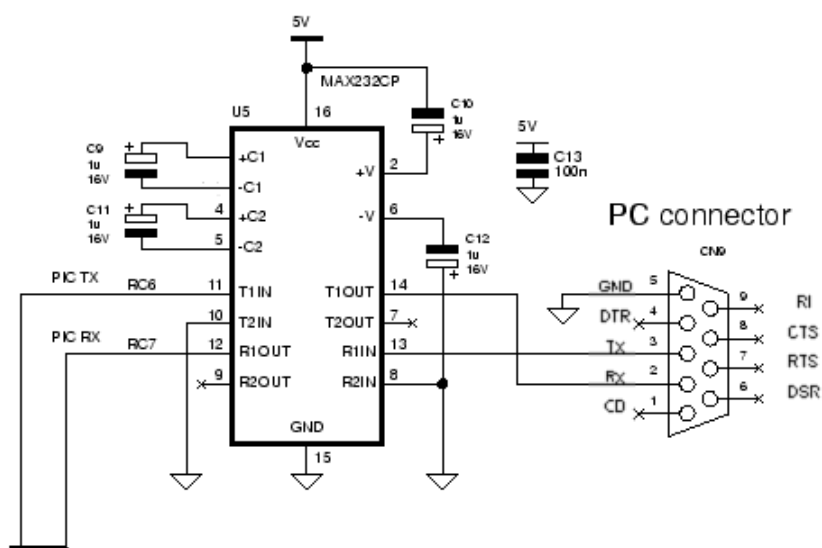 5V
MAX232CP
U5
16
Vcc
C10
1u
16V
C9
1u
16V
+C1
-C1
+V
2
5V
C13
100n
C11
1u
16V
4
+C2
5
-C2
-V
6
C12
1u
16V
PC connector
CN9
PIC TX
RC6
11
T1IN
T1OUT
14
10
T2IN
T2OUT
7
PIC RX
RC7
12
R1OUT
R1IN
13
9
R2OUT
R2IN
8
GND
15
GND
5
9
RI
DTR
4
8
CTS
TX
3
7
RTS
RX
2
6
DSR
CD
1